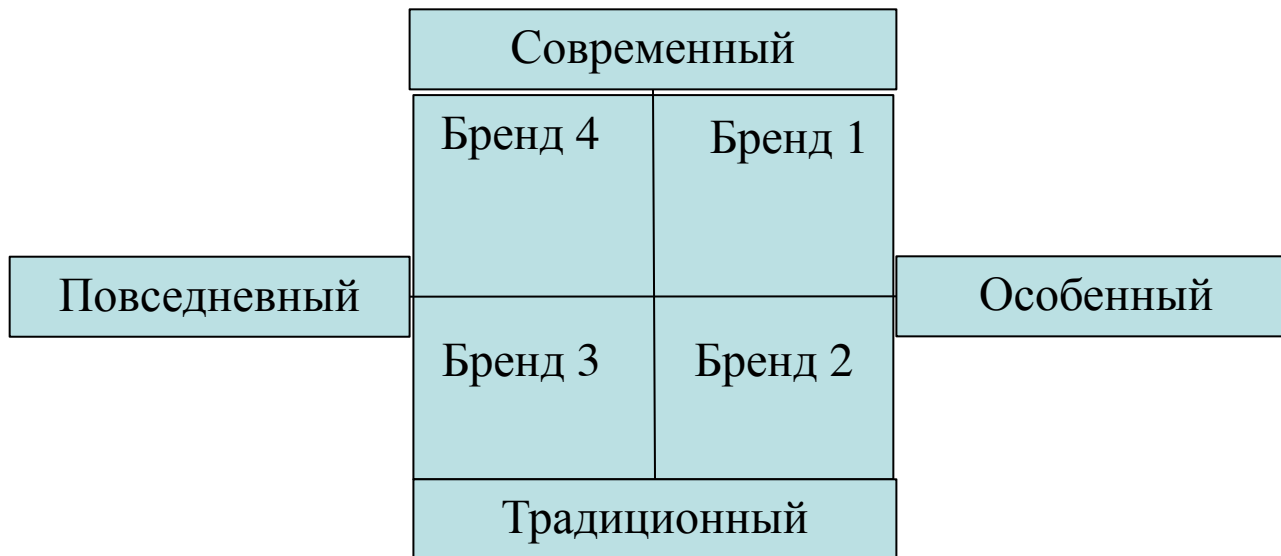 Современный
Бренд 4
Бренд 1
Повседневный
Особенный
Бренд 3
Бренд 2
Традиционный